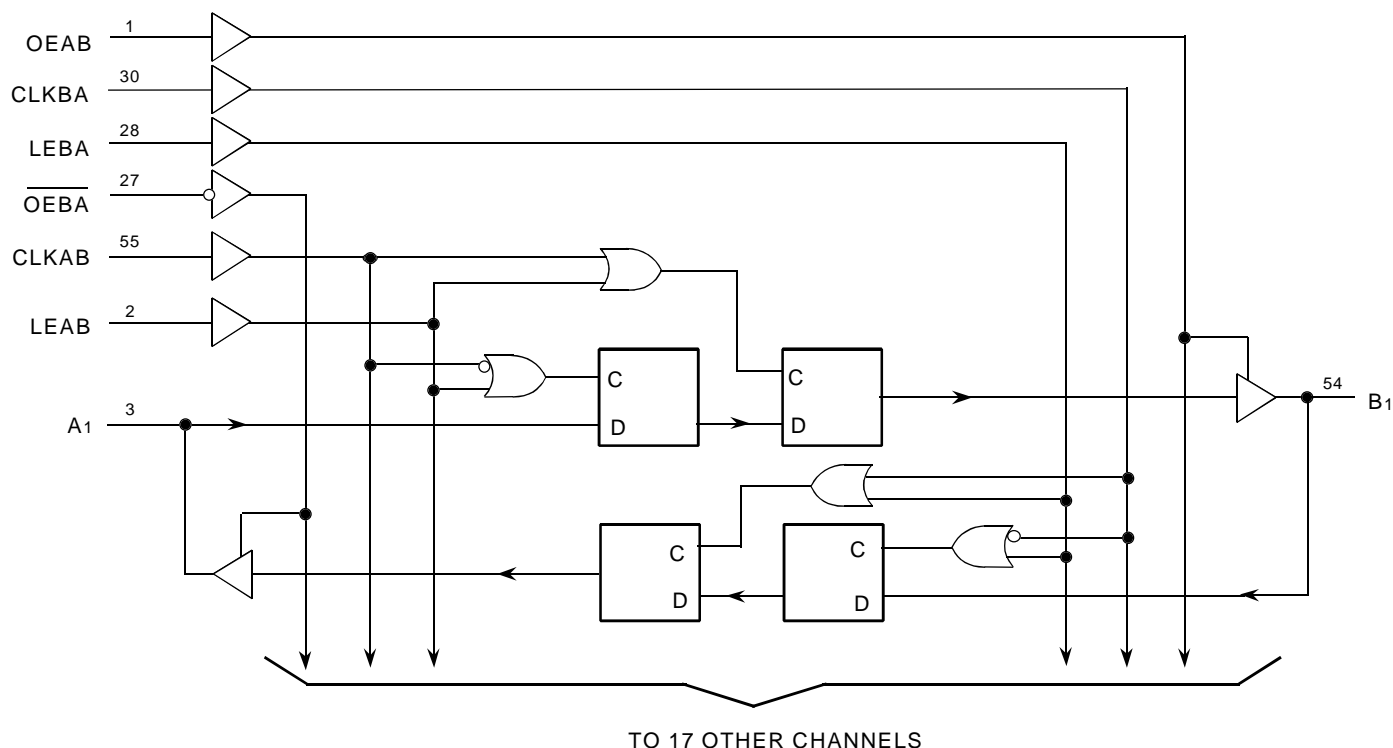 OEAB 1
CLKBA 30
LEBA 28
OEBA 27
CLKAB 55
LEAB 2
C
C
54
B1
A1 3
D
D
C
C
D
D
TO 17 OTHER CHANNELS